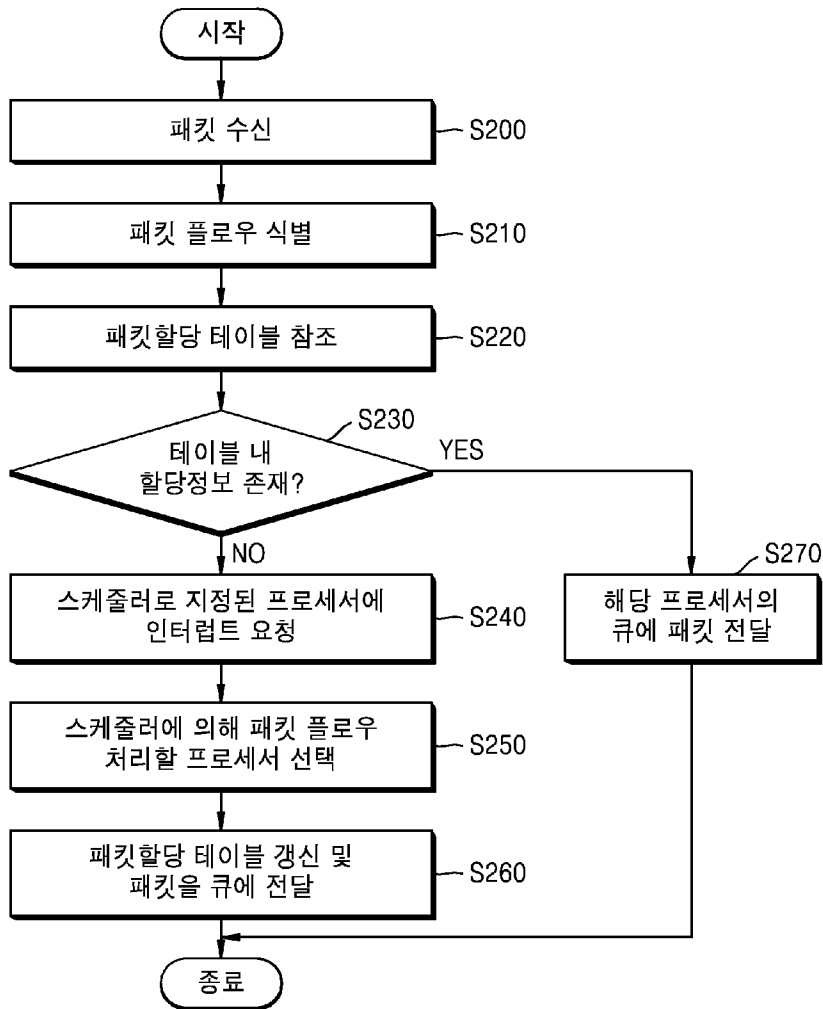 시작
패킷 수신
S200
패킷 플로우 식별
S210
패킷할당 테이블 참조
S220
S230
테이블 내
할당정보 존재?
YES
NO
스케줄러로 지정된 프로세서에
인터럽트 요청
S240
S270
해당 프로세서의
큐에 패킷 전달
스케줄러에 의해 패킷 플로우
처리할 프로세서 선택
S250
패킷할당 테이블 갱신 및
패킷을 큐에 전달
S260
종료